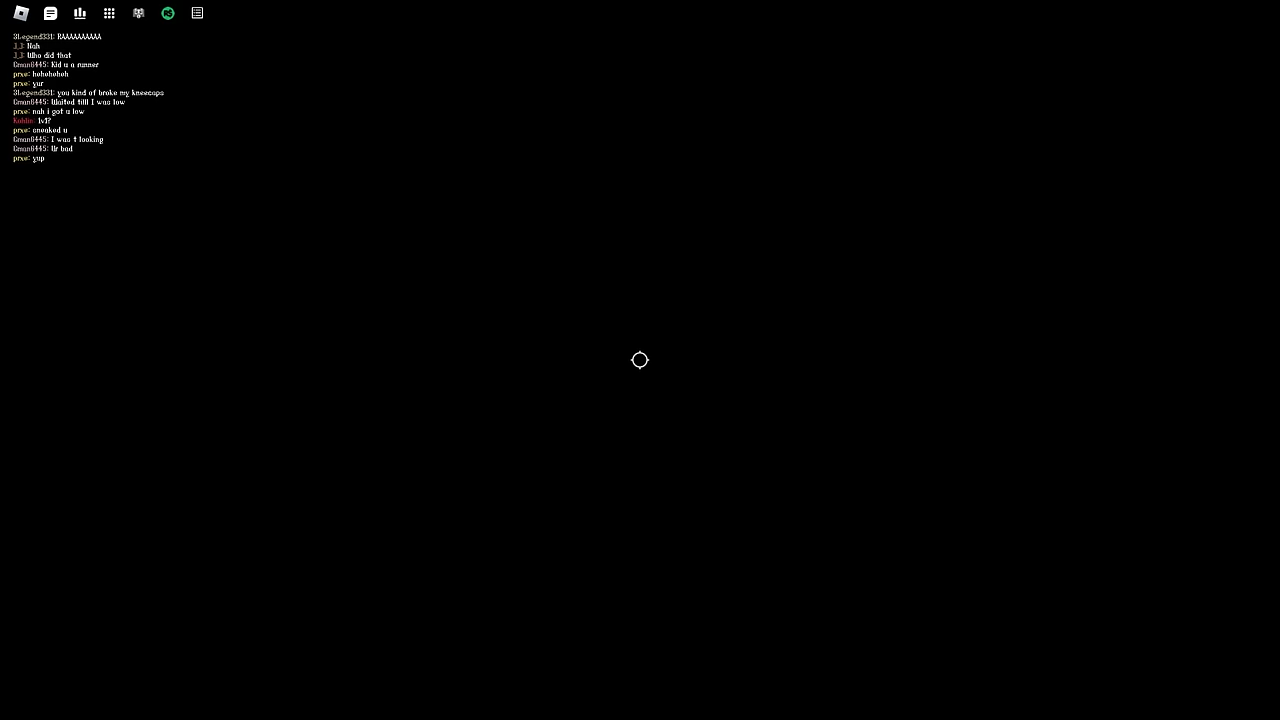 3Legend331: RAAAAAAAAAA
J_J: Nah
J_J: Who did that
Gman6445: Kid u a runner
prxe: heheheheh
prxe: yur
3Legend331: you kind of broke my kneecaps
Gman6445: Waited tilll I was low
prxe: nah i got u low
1v1?
prxe: sneaked u
Gman6445: I was t looking
Gman6445: Ur bad
prxe: yup